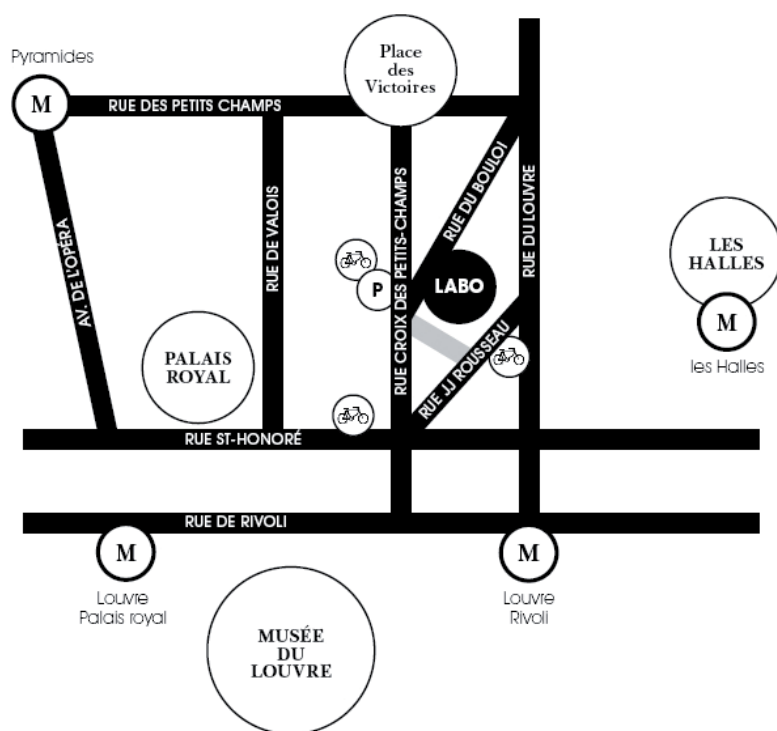 Pyramides
M
RUE DES PETITS CHAMPS
Place
des
Victoires
AV. DE L'OPÉRA
RUE DE VALOIS
RUE CROIX DES PETITS-CHAMPS
RUE DU BOULOI
RUE DU LOUVRE
P
LABO
LES
HALLES
M
les Halles
PALAIS
ROYAL
RUE JJ ROUSSEAU
RUE ST-HONORÉ
RUE DE RIVOLI
M
Louvre
Palais royal
M
Louvre
Rivoli
MUSÉE
DU
LOUVRE